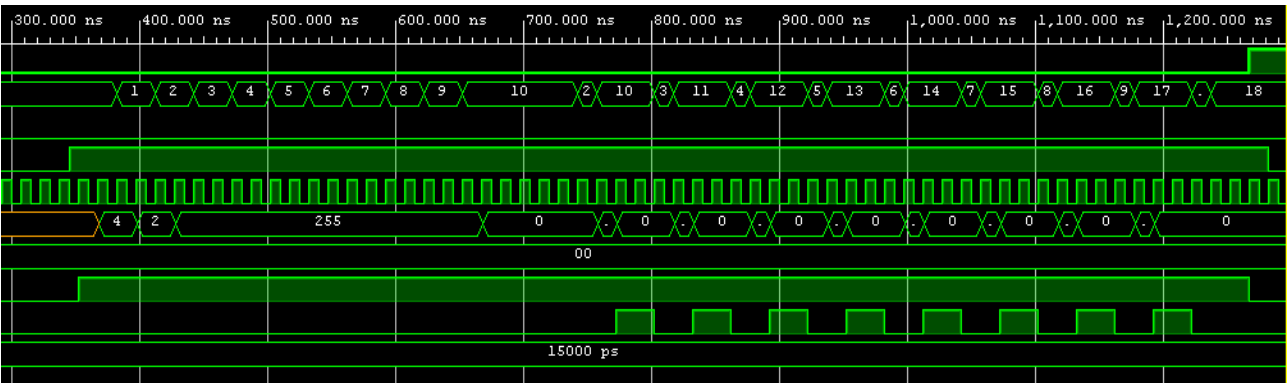 300.000 ns 400.000 ns 500.000 ns 600.000 ns 700.000 ns 800.000 ns 900.000 ns 1,000.000 ns 1,100.000 ns 1,200.000 ns
1 2 3 4 5 6 7 8 9 10 2 10 3 11 4 12 5 13 6 14 7 15 8 16 9 17 . 18
4 2 255 0 . 0 . . 0 . . 0 . . 0 . . 0 . . 0 . . 0 . . 0
00
15000 ps